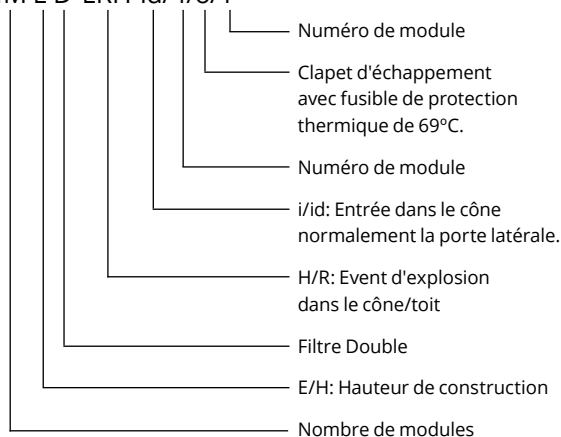 Numéro de module
Clapet d'échappement
avec fusible de protection
thermique de 69°C.
Numéro de module
i/id: Entrée dans le cône
normalement la porte latérale.
H/R: Event d'explosion
dans le cône/toit
Filtre Double
E/H: Hauteur de construction
Nombre de modules